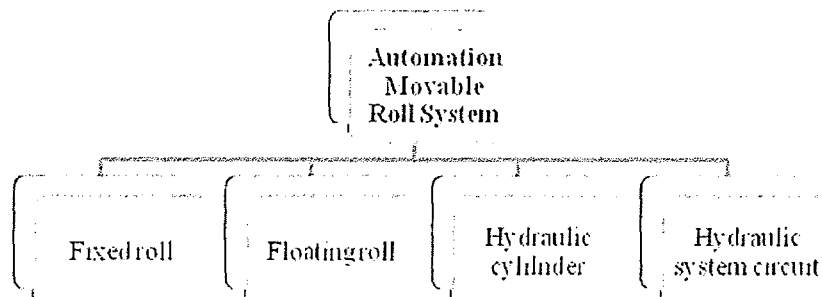 Automation
Movable
Roll System
Fixed roll
Floating roll
Hydraulic
cylinder
Hydraulic
system circuit